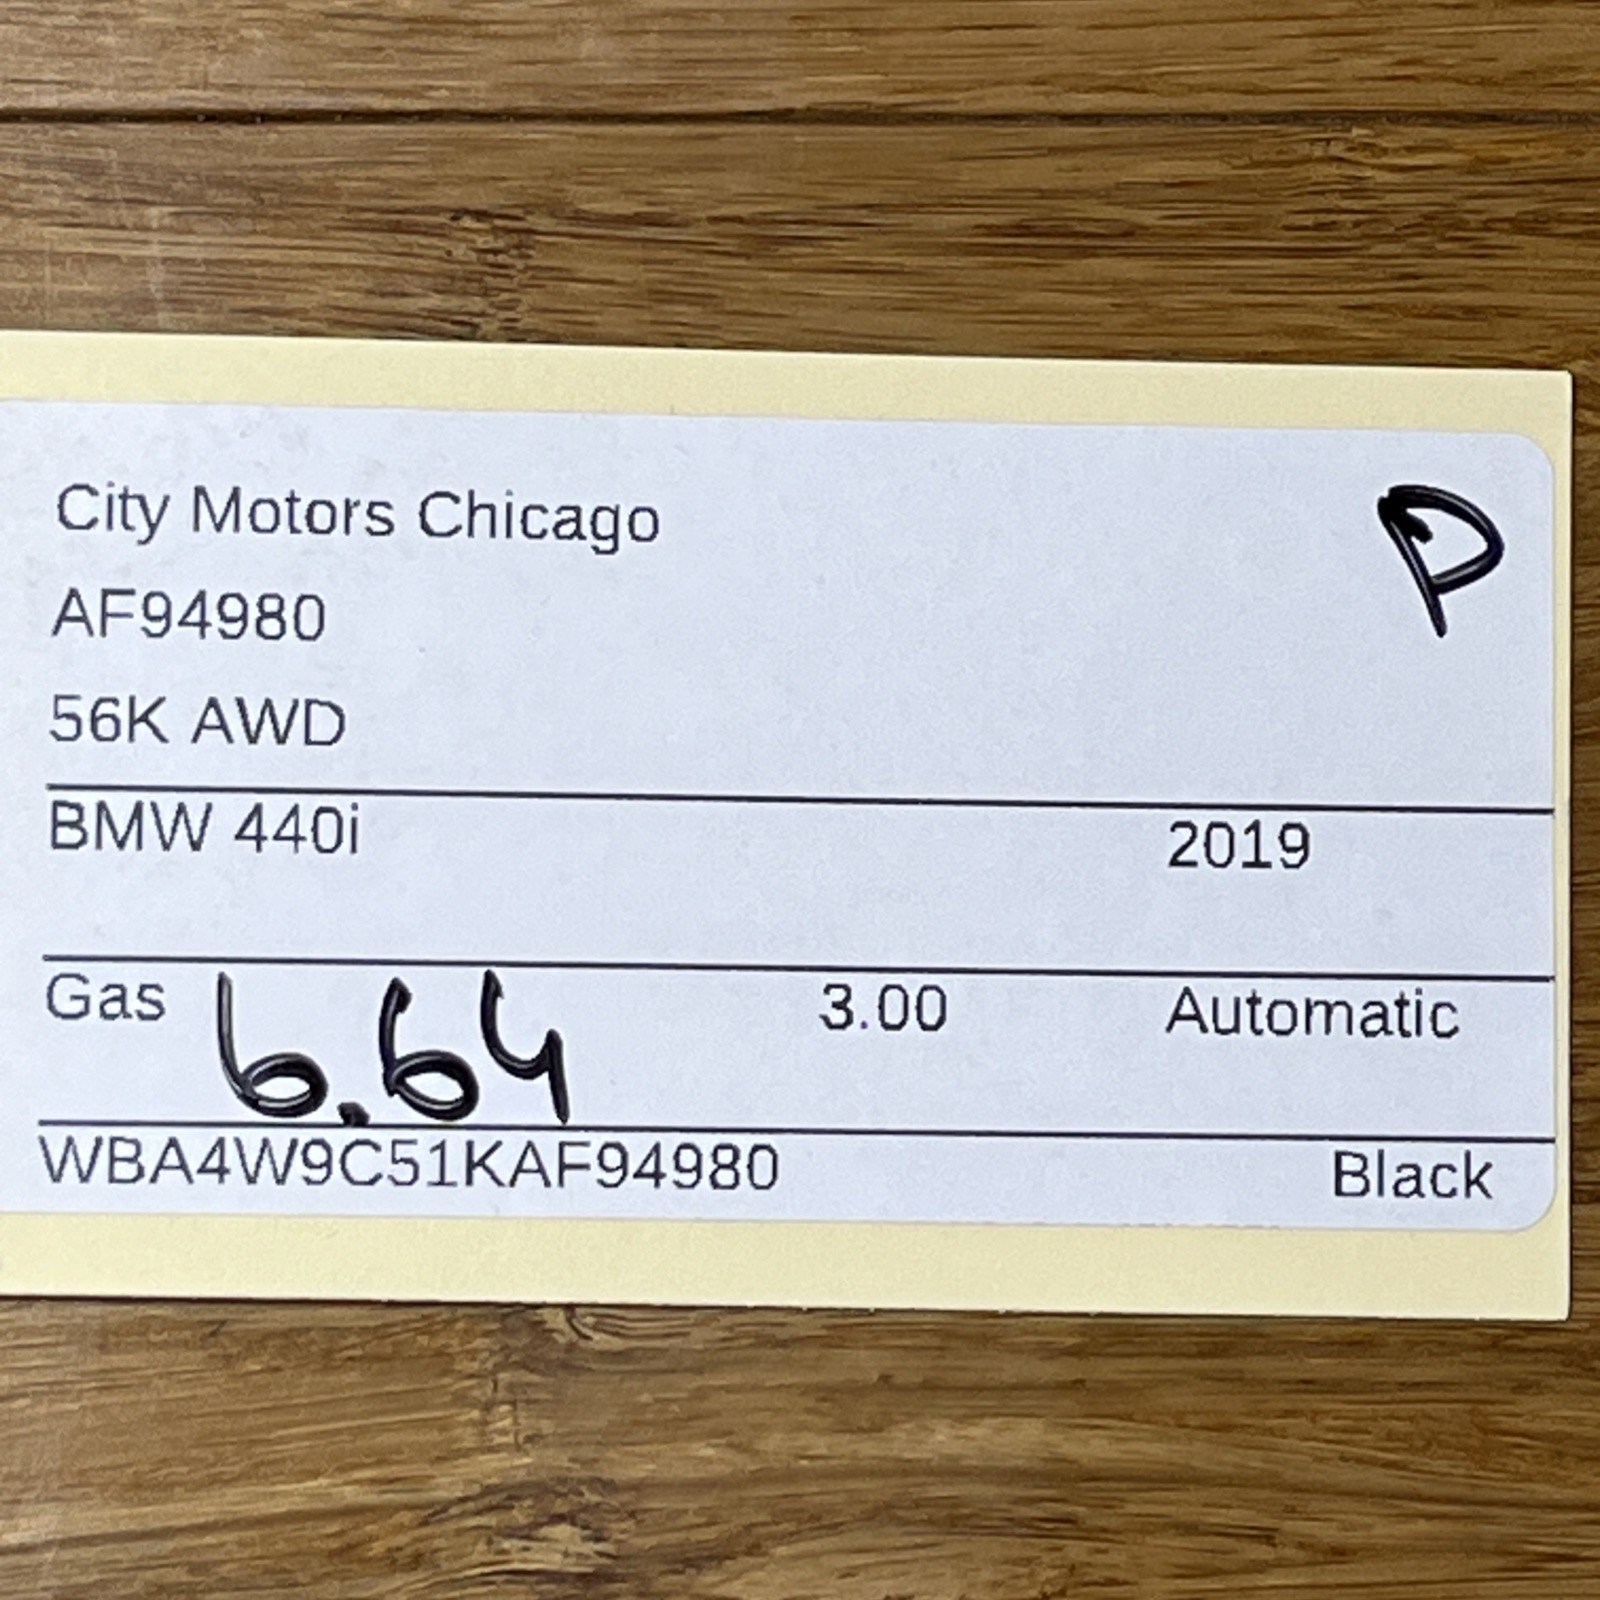 City Motors Chicago P
AF94980
56K AWD
BMW 440i 2019
Gas 6.64 3.00 Automatic
WBA4W9C51KAF94980 Black